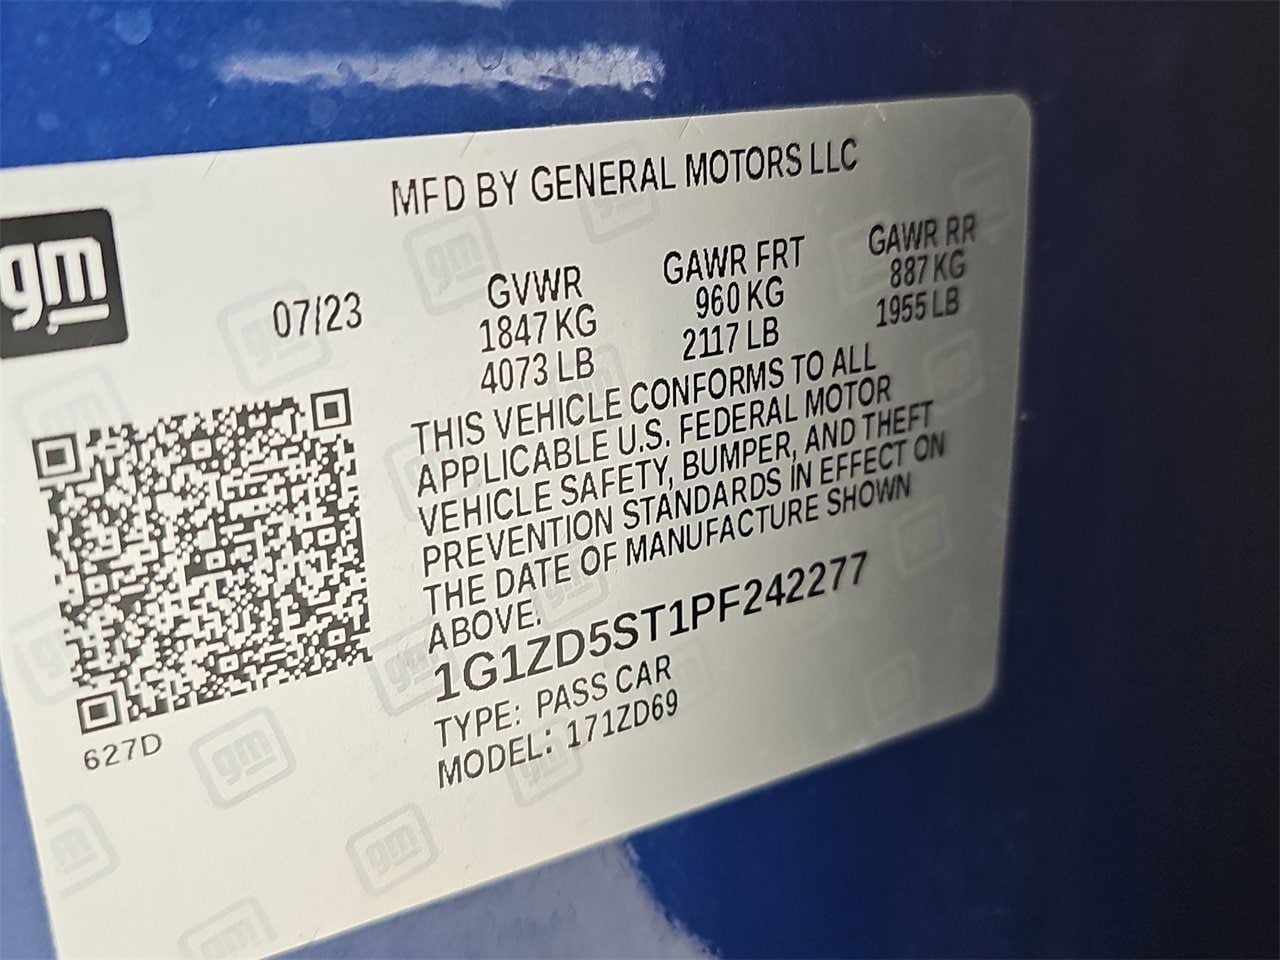 MFD BY GENERAL MOTORS LLC
gm
07/23
GVWR
1847 KG
4073 LB
GAWR FRT
960 KG
2117 LB
GAWR RR
887 KG
1955 LB
THIS VEHICLE CONFORMS TO ALL
APPLICABLE U.S. FEDERAL MOTOR
VEHICLE SAFETY, BUMPER, AND THEFT
PREVENTION STANDARDS IN EFFECT ON
THE DATE OF MANUFACTURE SHOWN
ABOVE.
1G1ZD5ST1PF242277
TYPE: PASS CAR
MODEL: 171ZD69
627D